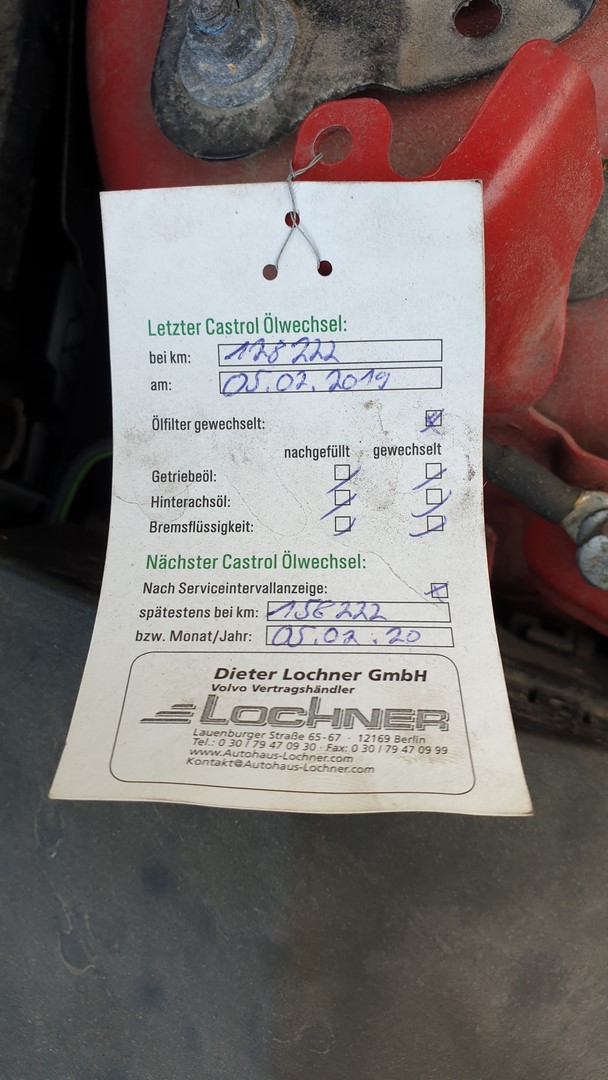 Letzter Castrol Ölwechsel:
bei km: 128222
am: 05.02.2019
Ölfilter gewechselt:
nachgefüllt gewechselt
Getriebeöl:
Hinterachsöl:
Bremsflüssigkeit:
Nächster Castrol Ölwechsel:
Nach Serviceintervallanzeige:
spätestens bei km: 158222
bzw. Monat/Jahr: 05.02.20
Dieter Lochner GmbH
Volvo Vertragshändler
LOCHNER
Lauenburger Straße 65-67 · 12169 Berlin
Tel.: 0 30 / 79 47 09 30 · Fax: 0 30 / 79 47 09 99
www.Autohaus-Lochner.com
Kontakt@Autohaus-Lochner.com